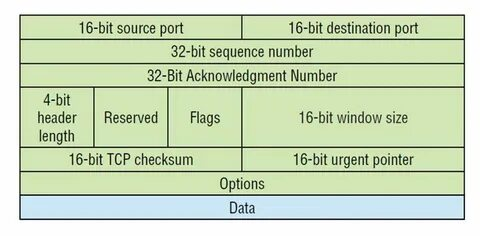 16-bit source port
16-bit destination port
32-bit sequence number
32-Bit Acknowledgment Number
4-bit
header
length
Reserved
Flags
16-bit window size
16-bit TCP checksum
16-bit urgent pointer
Options
Data